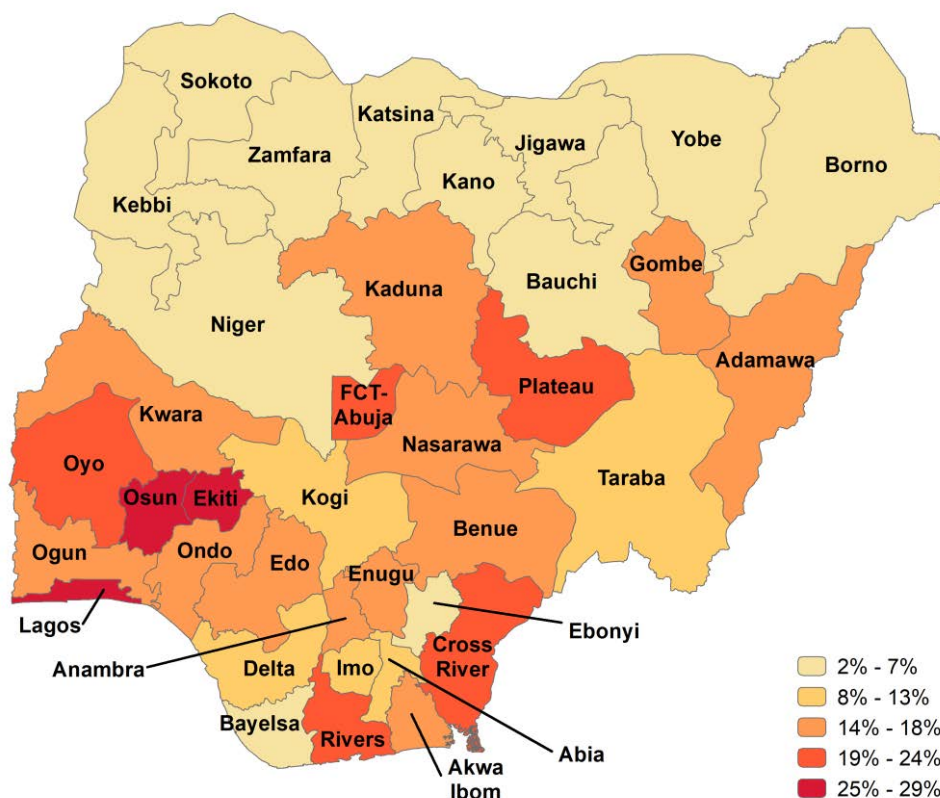 Sokoto
Katsina
Yobe
Jigawa
Zamfara
Borno
Kano
Kebbi
Gombe
Bauchi
Kaduna
Niger
Adamawa
Plateau
FCT-
Abuja
Kwara
Nasarawa
Oyo
Taraba
Osun
Ekiti
Kogi
Benue
Ogun
Ondo
Edo
Enugu
Lagos
Ebonyi
Cross
River
Anambra
Delta
Imo
Bayelsa
Rivers
Abia
Akwa
Ibom
2% - 7%
8% - 13%
14% - 18%
19% - 24%
25% - 29%